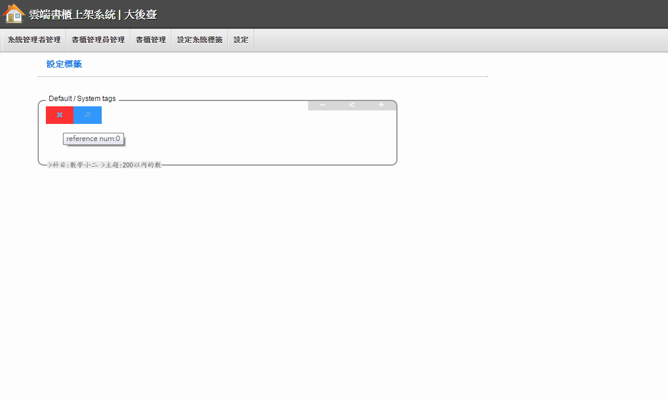 雲端書櫃上架系統 | 大後臺
系統管理者管理 書櫃管理員管理 書櫃管理 設定系統標籤 設定
設定標籤
Default / System tags
− < +
reference num:0
>科目:數學小二 >主題:200以內的數